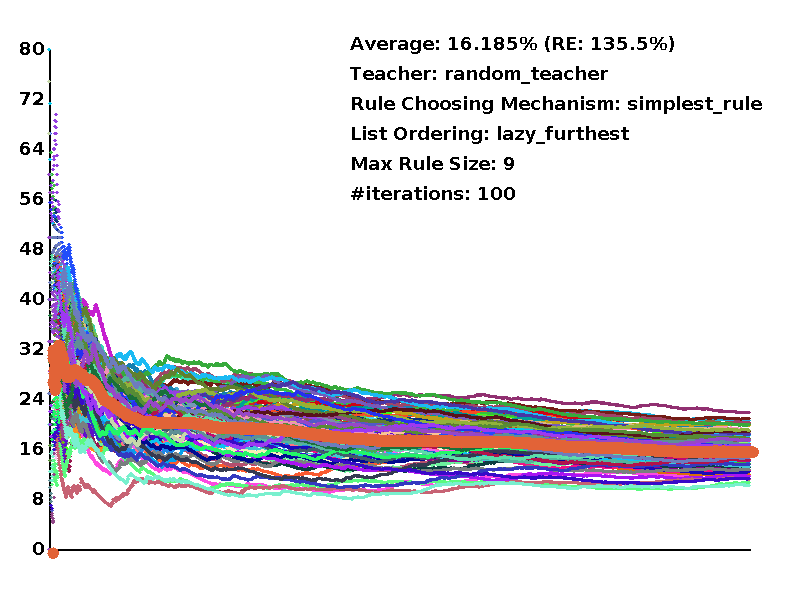 Average: 16.185% (RE: 135.5%)
Teacher: random_teacher
Rule Choosing Mechanism: simplest_rule
List Ordering: lazy_furthest
Max Rule Size: 9
#iterations: 100
80
72
64
56
48
40
32
24
16
8
0